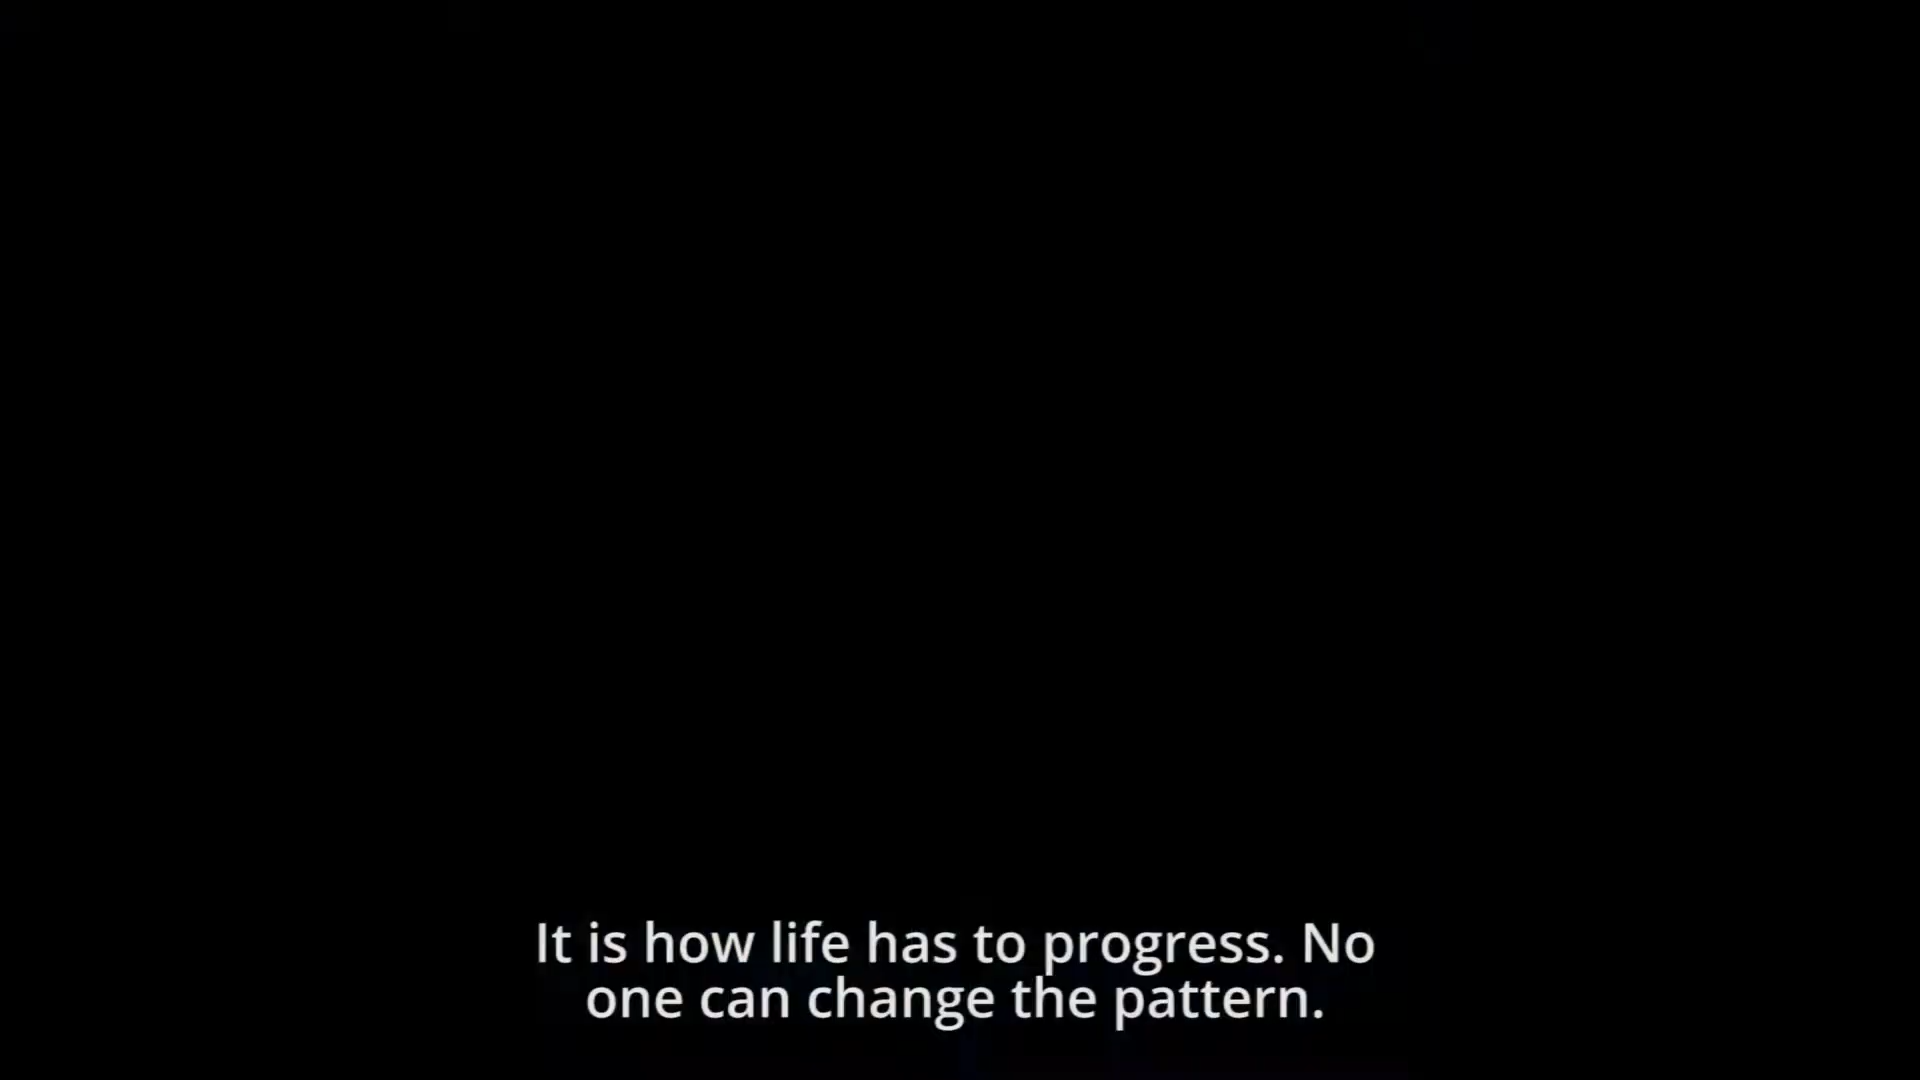 It is how life has to progress. No
one can change the pattern.